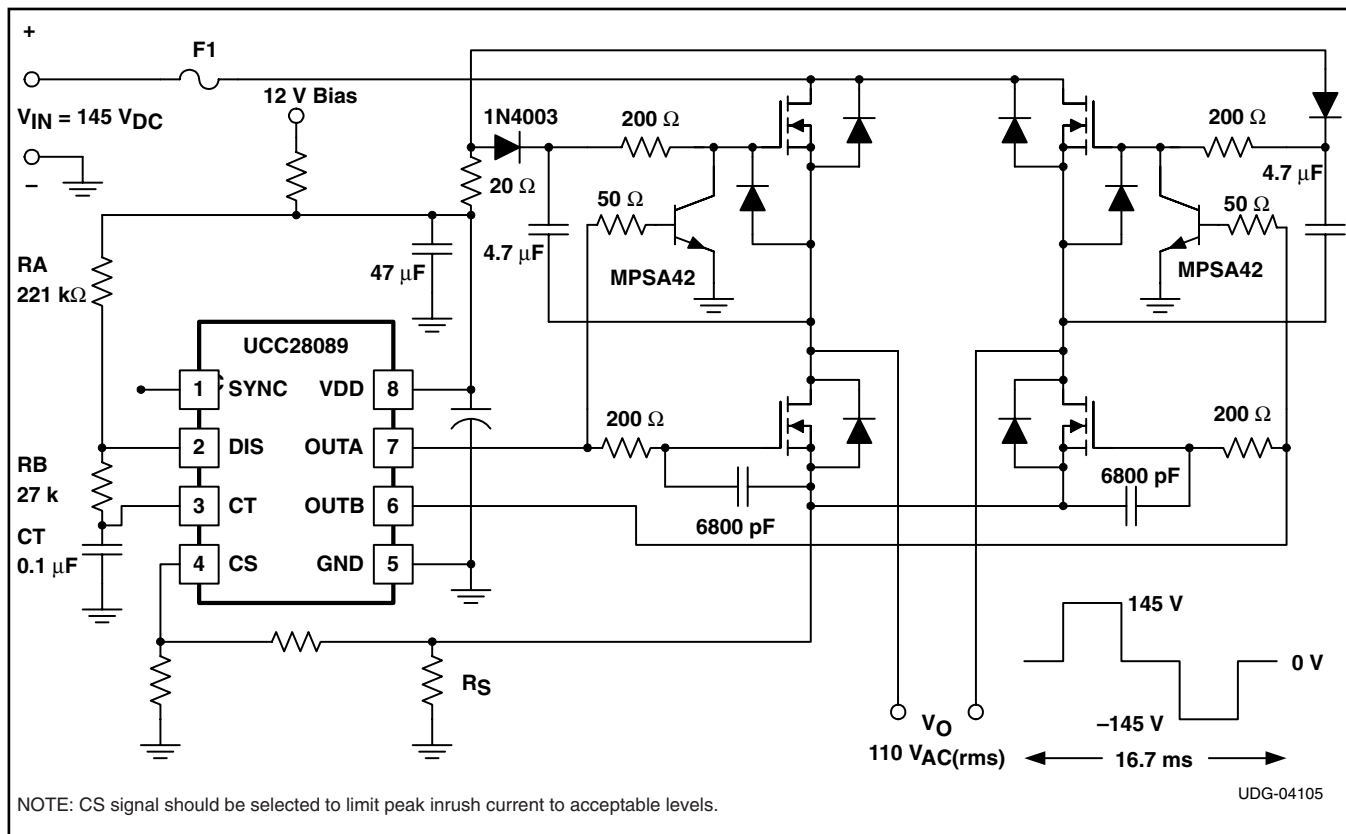 +
F1
12 V Bias
VIN = 145 VDC
–
1N4003
200 Ω
200 Ω
20 Ω
4.7 µF
50 Ω
50 Ω
4.7 µF
47 µF
MPSA42
MPSA42
RA
221 kΩ
UCC28089
1 SYNC
VDD 8
2 DIS
OUTA 7
3 CT
OUTB 6
4 CS
GND 5
200 Ω
200 Ω
6800 pF
6800 pF
RB
27 k
CT
0.1 µF
RS
VO
110 VAC(rms)
145 V
0 V
–145 V
16.7 ms
NOTE: CS signal should be selected to limit peak inrush current to acceptable levels.
UDG-04105